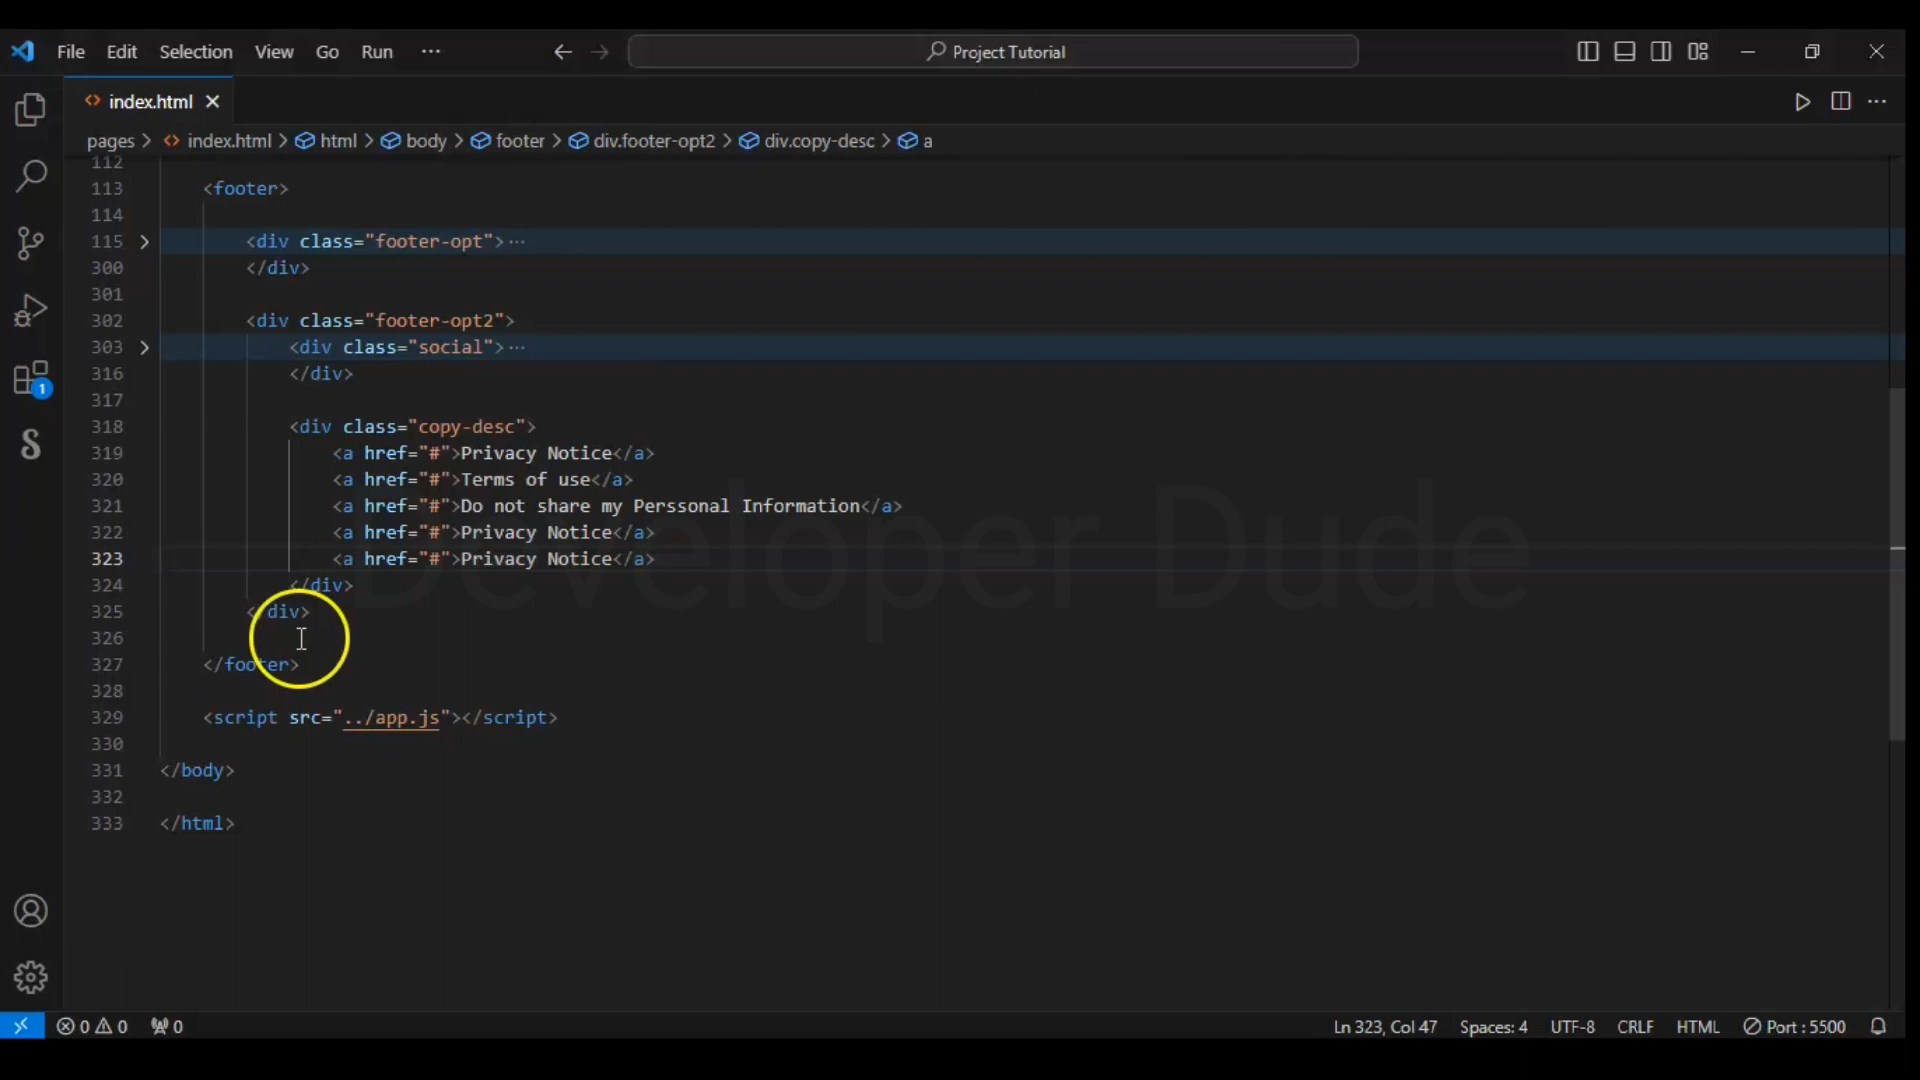 File Edit Selection View Go Run ··· Project Tutorial
index.html
pages > index.html > html > body > footer > div.footer-opt2 > div.copy-desc > a
112
113 <footer>
114
115 <div class="footer-opt">···
300 </div>
301
302 <div class="footer-opt2">
303 <div class="social">···
316 </div>
317
318 <div class="copy-desc">
319 <a href="#">Privacy Notice</a>
320 <a href="#">Terms of use</a>
321 <a href="#">Do not share my Perssonal Information</a>
322 <a href="#">Privacy Notice</a>
323 <a href="#">Privacy Notice</a>
324 </div>
325 </div>
326
327 </footer>
328
329 <script src="../app.js"></script>
330
331 </body>
332
333 </html>
Developer Dude
1
0 0 0 Ln 323, Col 47 Spaces: 4 UTF-8 CRLF HTML Port : 5500